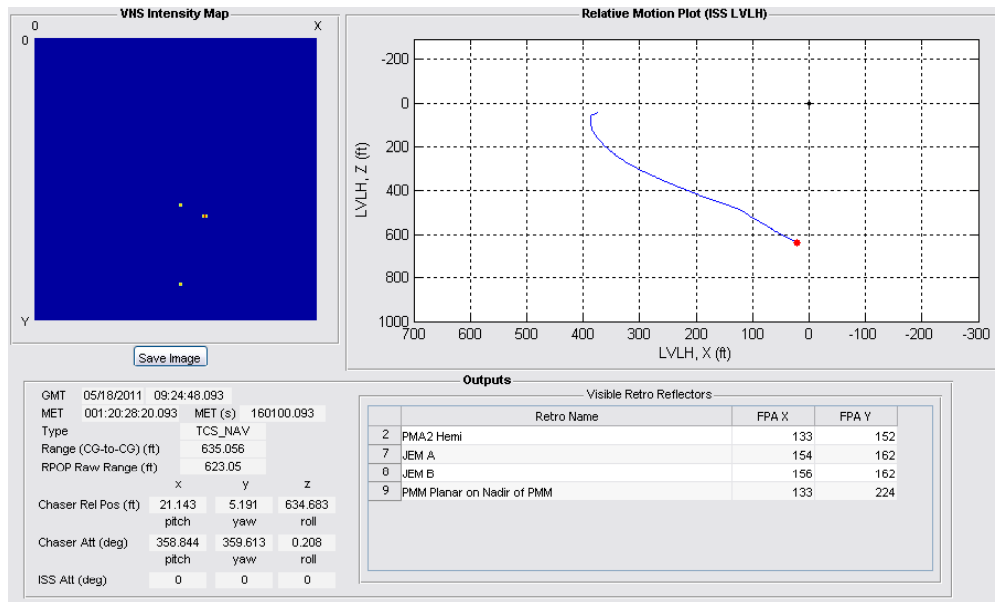 VNS Intensity Map
0 X
0
Y
Save Image
Relative Motion Plot (ISS LVLH)
-200
0
200
400
600
800
1000
LVLH, Z (ft)
700 600 500 400 300 200 100 0 -100 -200 -300
LVLH, X (ft)
Outputs
GMT 05/18/2011 09:24:48.093
MET 001:20:28:20.093 MET (s) 160100.093
Type TCS_NAV
Range (CG-to-CG) (ft) 635.056
RPOP Raw Range (ft) 623.05
x y z
Chaser Rel Pos (ft) 21.143 5.191 634.683
pitch yaw roll
Chaser Att (deg) 358.844 359.613 0.208
pitch yaw roll
ISS Att (deg) 0 0 0
Visible Retro Reflectors
Retro Name FPA X FPA Y
2 PMA2 Hemi 133 152
7 JEM A 154 162
0 JEM B 156 162
9 PMM Planar on Nadir of PMM 133 224